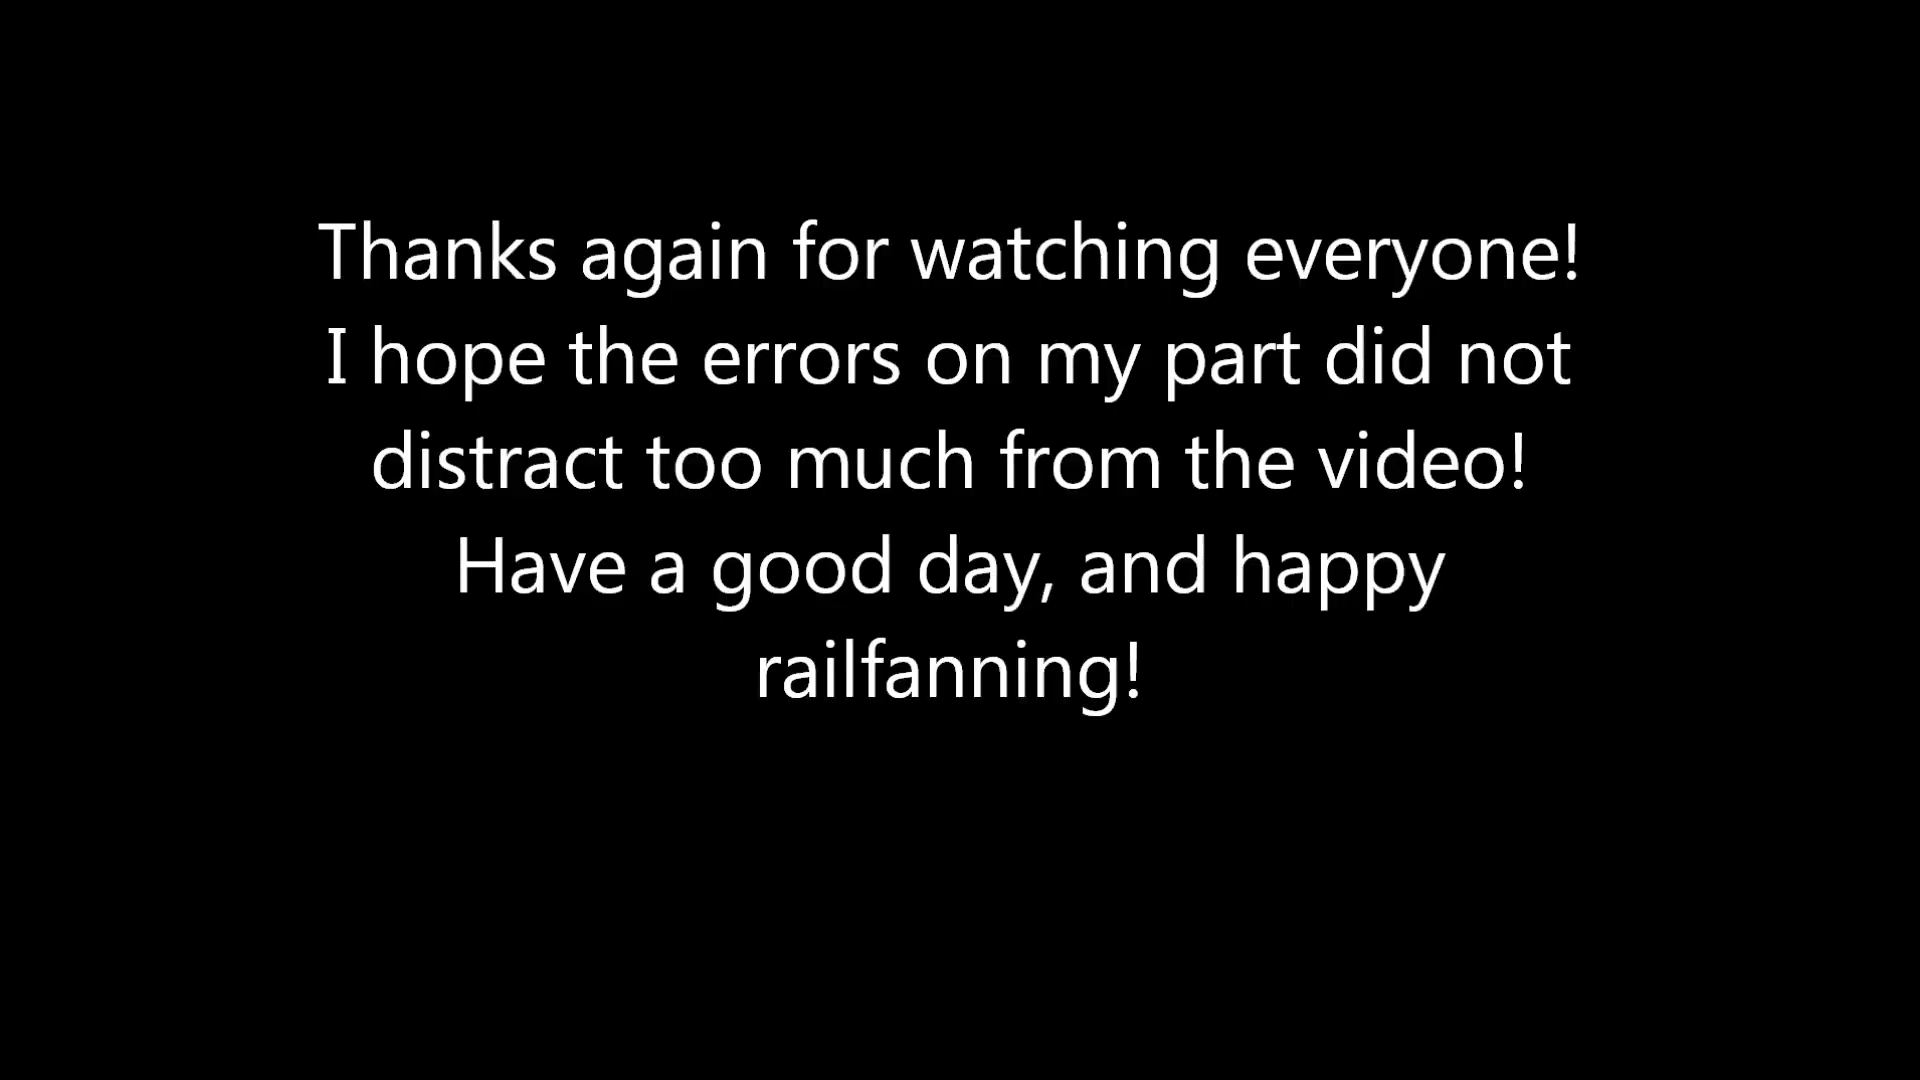 Thanks again for watching everyone!
I hope the errors on my part did not
distract too much from the video!
Have a good day, and happy
railfanning!